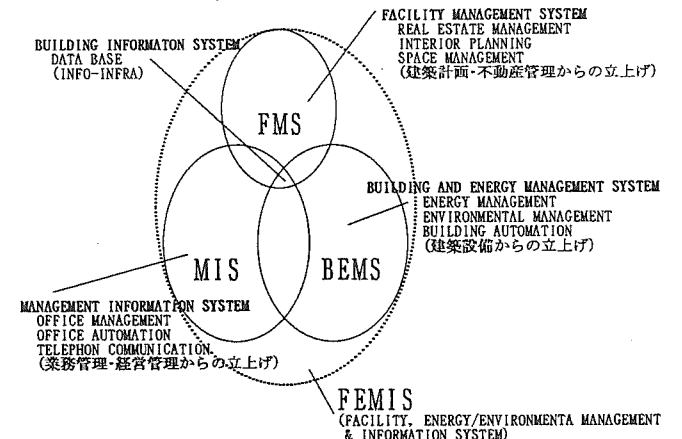 FACILITY MANAGEMENT SYSTEM
REAL ESTATE MANAGEMENT
INTERIOR PLANNING
SPACE MANAGEMENT
(建築計画・不動産管理からの立上げ)
BUILDING INFORMATON SYSTEM
DATA BASE
(INFO-INFRA)
FMS
BUILDING AND ENERGY MANAGEMENT SYSTEM
ENERGY MANAGEMENT
ENVIRONMENTAL MANAGEMENT
BUILDING AUTOMATION
(建築設備からの立上げ)
MIS
BEMS
MANAGEMENT INFORMATION SYSTEM
OFFICE MANAGEMENT
OFFICE AUTOMATION
TELEPHON COMMUNICATION
(業務管理・経営管理からの立上げ)
FEMIS
(FACILITY, ENERGY/ENVIRONMENTA MANAGEMENT
& INFORMATION SYSTEM)